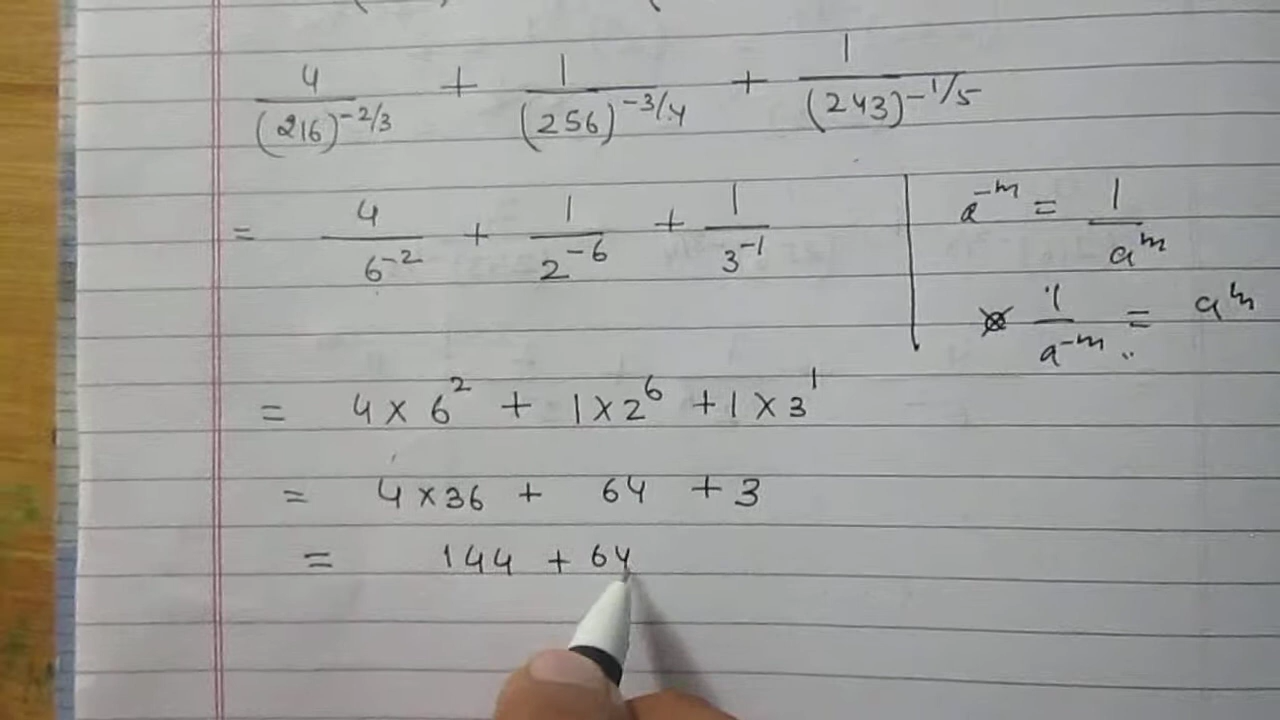 4/(216)^-2/3 + 1/(256)^-3/4 + 1/(243)^-1/5
= 4/6^-2 + 1/2^-6 + 1/3^-1
a^-m = 1/a^m
1/a^-m = a^m
= 4 × 6^2 + 1 × 2^6 + 1 × 3^1
= 4 × 36 + 64 + 3
= 144 + 64